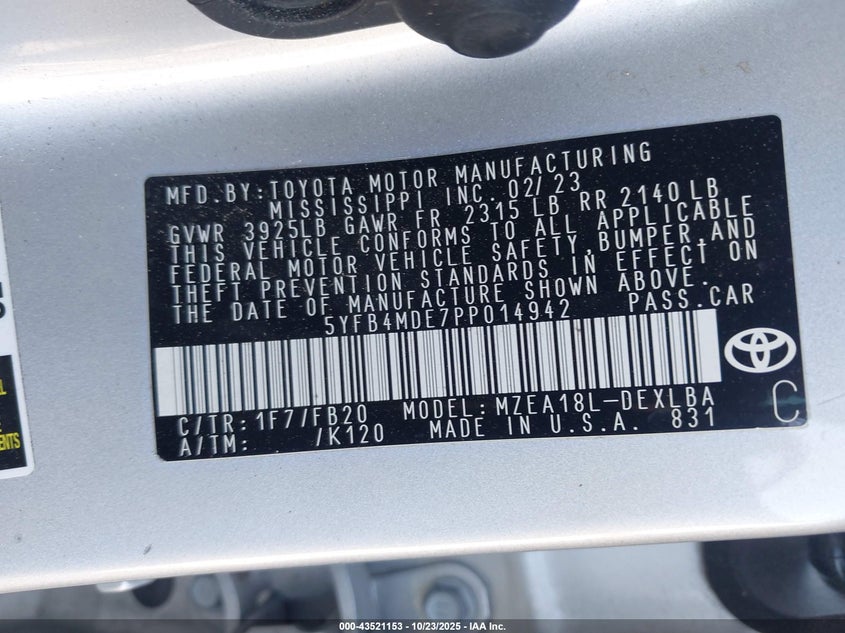 MFD. BY: TOYOTA MOTOR MANUFACTURING
MISSISSIPPI INC. 02/23
GVWR 3925LB GAWR FR 2315 LB RR 2140 LB
THIS VEHICLE CONFORMS TO ALL APPLICABLE
FEDERAL MOTOR VEHICLE SAFETY, BUMPER, AND
THEFT PREVENTION STANDARDS IN EFFECT ON
THE DATE OF MANUFACTURE SHOWN ABOVE.
5YFB4MDE7PP014942 PASS. CAR
C/TR: 1F7/FB20 MODEL: MZEA18L-DEXLBA
A/TM: /K120 MADE IN U.S.A. 831
C
000-43521153 - 10/23/2025 - IAA Inc.